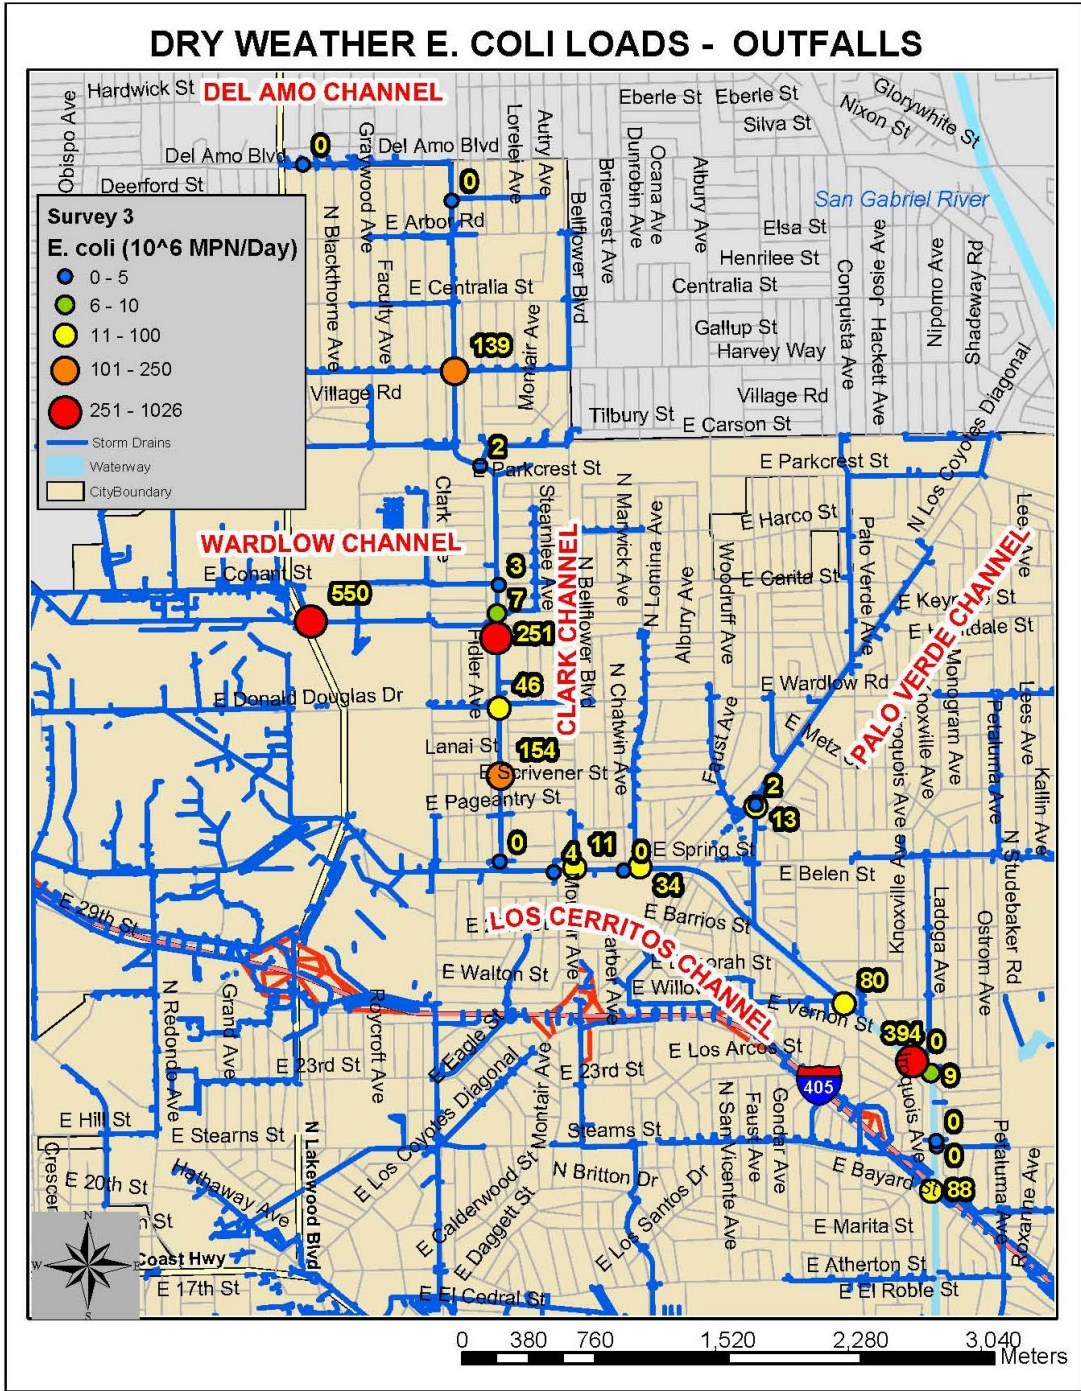 DRY WEATHER E. COLI LOADS - OUTFALLS
Hardwick St
DEL AMO CHANNEL
Obispo Ave
Eberle St
Eberle St
Glorywhite St
Nixon St
Silva St
Graywood Ave
Lorelei Ave
Autry Ave
0
Del Amo Blvd
Del Amo Blvd
Deerford St
0
Briercrest Ave
Dunrobin Ave
Ocana Ave
Albury Ave
San Gabriel River
Survey 3
E. coli (10^6 MPN/Day)
0 - 5
6 - 10
11 - 100
101 - 250
251 - 1026
Storm Drains
Waterway
CityBoundary
N Blackthorne Ave
E Arbor Rd
Bellflower Blvd
Elsa St
Josie Ave
Hackett Ave
Nipomo Ave
Shadeway Rd
Henrilee St
Faculty Ave
E Centralia St
Centralia St
Conquista Ave
Gallup St
Harvey Way
139
Montair Ave
Village Rd
Village Rd
Tilbury St
E Carson St
2
E Parkcrest St
E Parkcrest St
N Los Coyotes Diagonal
Clark
Stearnlee Ave
N Marwick Ave
N Lomina Ave
E Harco St
Palo Verde Ave
WARDLOW CHANNEL
CLARK CHANNEL
PALO VERDE CHANNEL
E Conant St
3
Woodruff Ave
E Carita St
550
7
N Bellflower Blvd
Albury Ave
251
Fidler Ave
46
E Donald Douglas Dr
N Chatwin Ave
E Wardlow Rd
Monogram Ave
Lees Ave
Petaluma Ave
Faust Ave
E Metz
Lanai St
154
E Scrivener St
E Pageantry St
2
13
Kallin Ave
0
4
11
0
E Spring St
34
E Belen St
Knoxville Ave
N Studebaker Rd
E 29th St
LOS CERRITOS CHANNEL
E Barrios St
Ladoga Ave
Ostrom Ave
E Walton St
80
E Vernon St
N Redondo Ave
Grand Ave
Roycroft Ave
E Eagle St
E Los Arcos St
394
0
9
E 23rd St
E 23rd St
405
E Hill St
E Stearns St
N Lakewood Blvd
E Los Coyotes Diagonal
Montair Ave
Stearns St
N San Vicente Ave
Faust Ave
Gondar Ave
0
0
Petaluma Ave
Roxanne Ave
E 20th St
Hathaway Ave
E Calderwood St
N Britton Dr
E Bayard St
88
E Daggett St
E Los Santos Dr
E Marita St
Coast Hwy
E 17th St
E Atherton St
E El Cedral St
E El Roble St
N
W
E
S
0 380 760 1,520 2,280 3,040
Meters